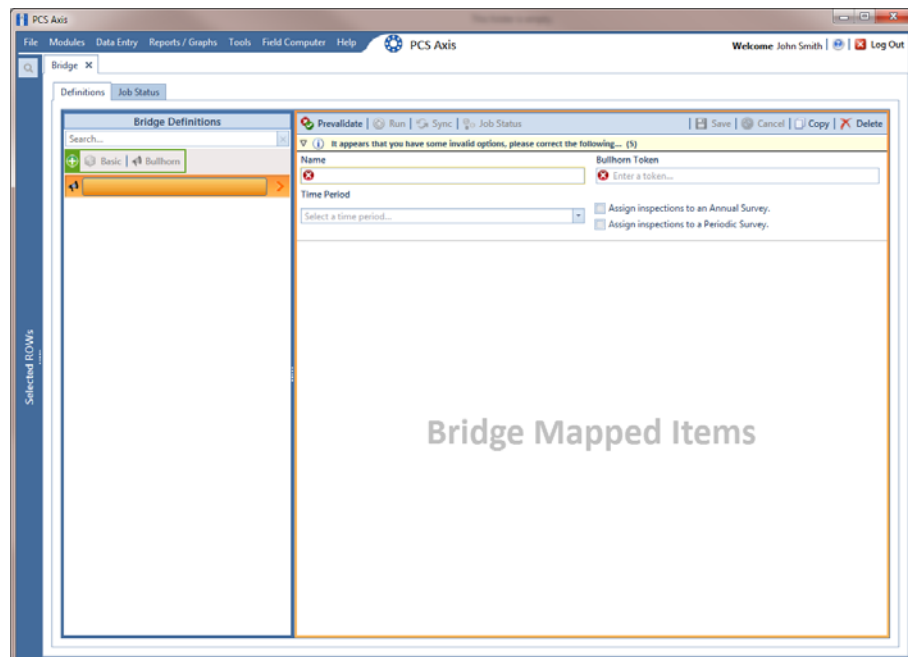 PCS Axis
File Modules Data Entry Reports / Graphs Tools Field Computer Help PCS Axis Welcome John Smith | | Log Out
Bridge
Definitions Job Status
Bridge Definitions
Search...
Basic | Bullhorn
Prevalidate | Run | Sync | Job Status | Save | Cancel | Copy | Delete
It appears that you have some invalid options, please correct the following... (5)
Name
Bullhorn Token
Enter a token...
Time Period
Select a time period...
Assign inspections to an Annual Survey.
Assign inspections to a Periodic Survey.
Selected ROWs
Bridge Mapped Items